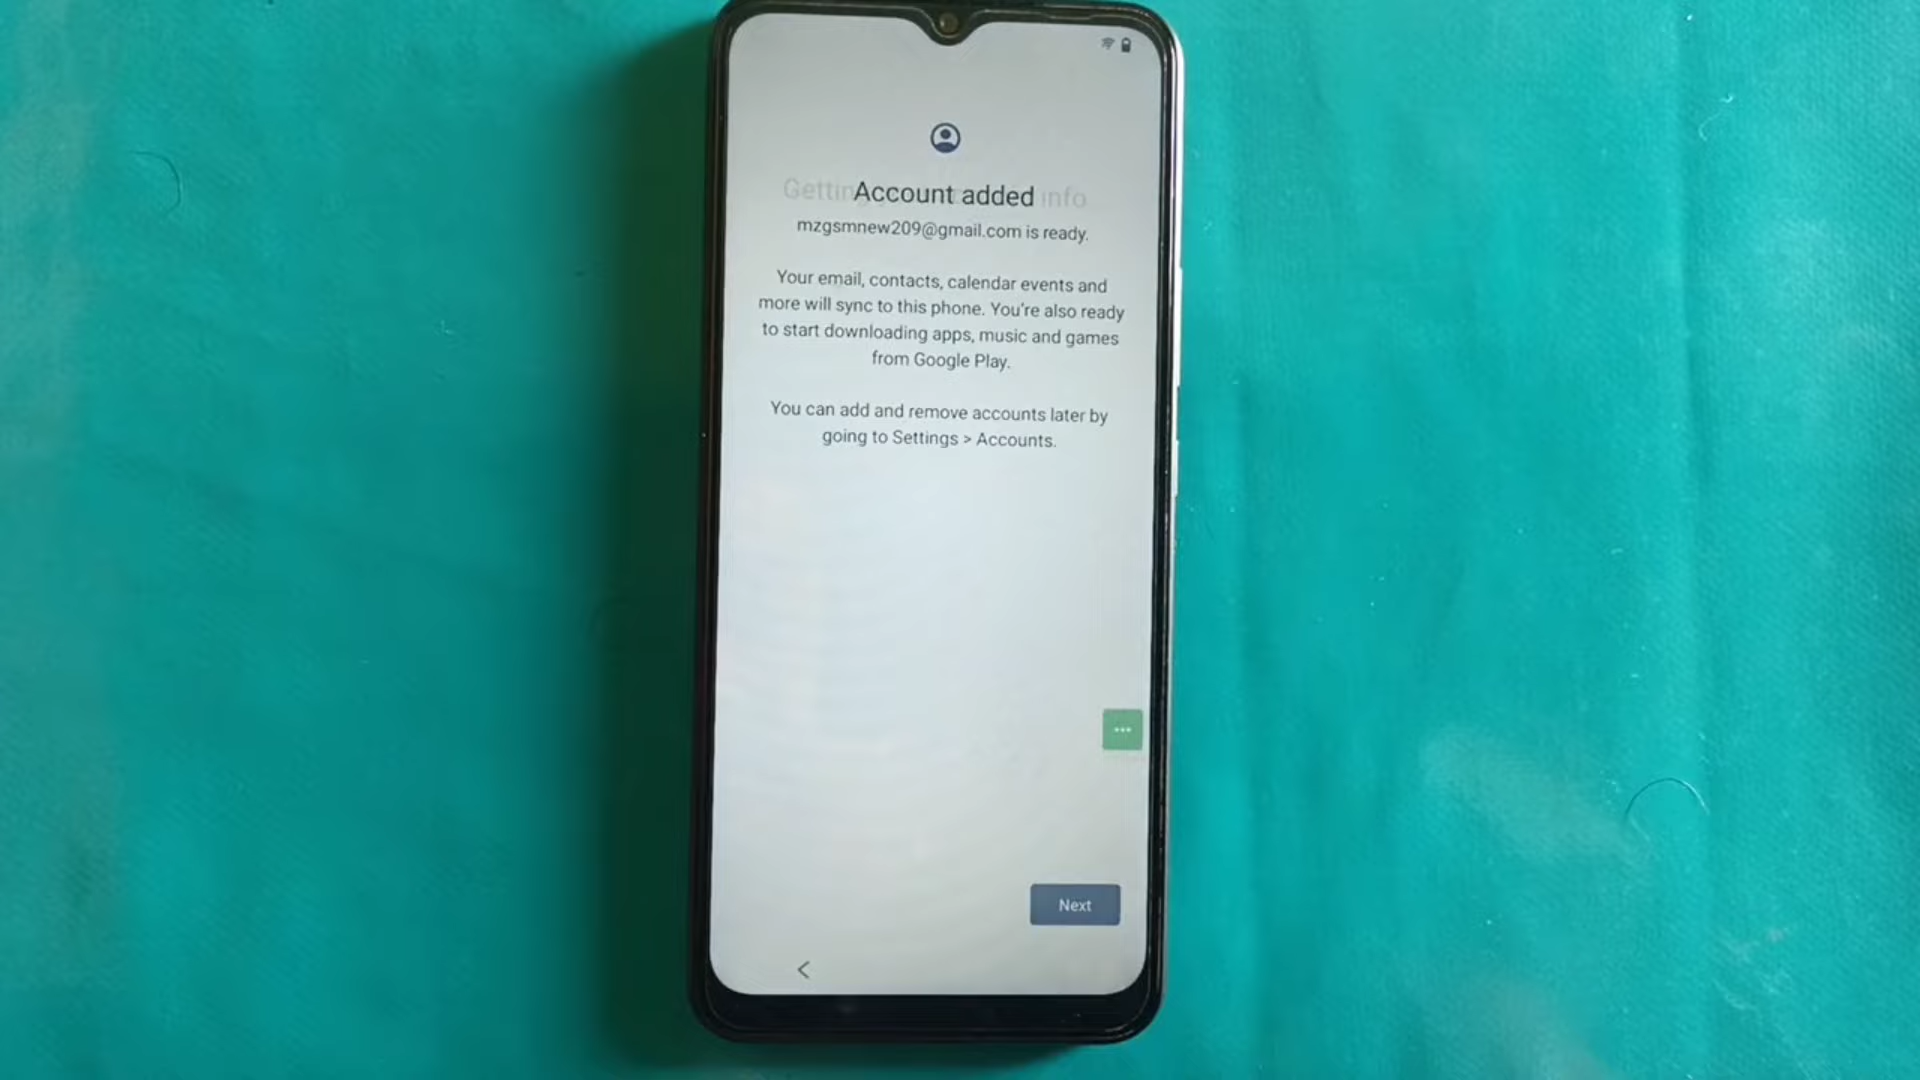 Getting info
Account added
mzgsmnew209@gmail.com is ready.
Your email, contacts, calendar events and
more will sync to this phone. You're also ready
to start downloading apps, music and games
from Google Play.
You can add and remove accounts later by
going to Settings > Accounts.
Next